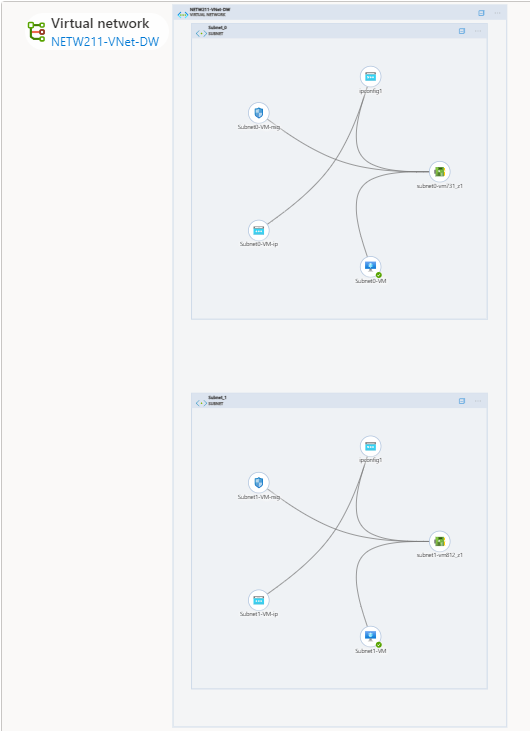 Virtual network
NETW211-VNet-DW
NETW211-VNet-DW
VIRTUAL NETWORK
Subnet_0
SUBNET
ipconfig1
Subnet0-VM-nsg
subnet0-vm731_z1
Subnet0-VM-ip
Subnet0-VM
Subnet_1
SUBNET
ipconfig1
Subnet1-VM-nsg
subnet1-vm812_z1
Subnet1-VM-ip
Subnet1-VM